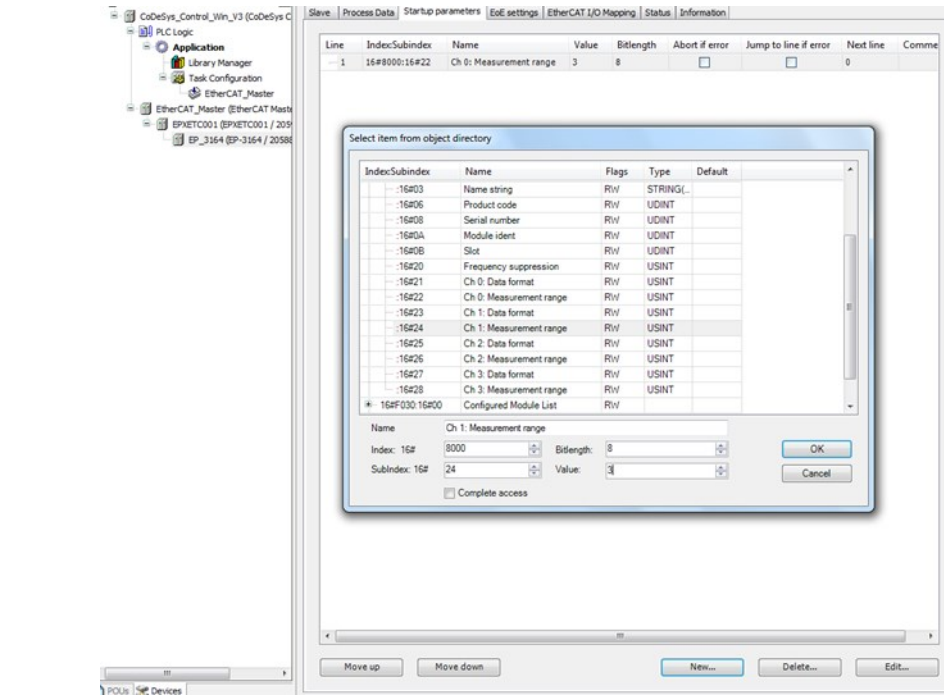 CoDeSys_Control_Win_V3 (CoDeSys C
PLC Logic
Application
Library Manager
Task Configuration
EtherCAT_Master
EtherCAT_Master (EtherCAT Maste
EPXETC001 (EPXETC001 / 205
EP_3164 (EP-3164 / 20588
POUs Devices
Slave Process Data Startup parameters EoE settings EtherCAT I/O Mapping Status Information
Line Index:Subindex Name Value Bitlength Abort if error Jump to line if error Next line Comme
1 16#8000:16#22 Ch 0: Measurement range 3 8 0
Select item from object directory
Index:Subindex Name Flags Type Default
:16#03 Name string RW STRING(..
:16#06 Product code RW UDINT
:16#08 Serial number RW UDINT
:16#0A Module ident RW UDINT
:16#0B Slot RW UDINT
:16#20 Frequency suppression RW USINT
:16#21 Ch 0: Data format RW USINT
:16#22 Ch 0: Measurement range RW USINT
:16#23 Ch 1: Data format RW USINT
:16#24 Ch 1: Measurement range RW USINT
:16#25 Ch 2: Data format RW USINT
:16#26 Ch 2: Measurement range RW USINT
:16#27 Ch 3: Data format RW USINT
:16#28 Ch 3: Measurement range RW USINT
16#F030:16#00 Configured Module List RW
Name Ch 1: Measurement range
Index: 16# 8000 Bitlength: 8 OK
SubIndex: 16# 24 Value: 3 Cancel
Complete access
Move up Move down New... Delete... Edit...